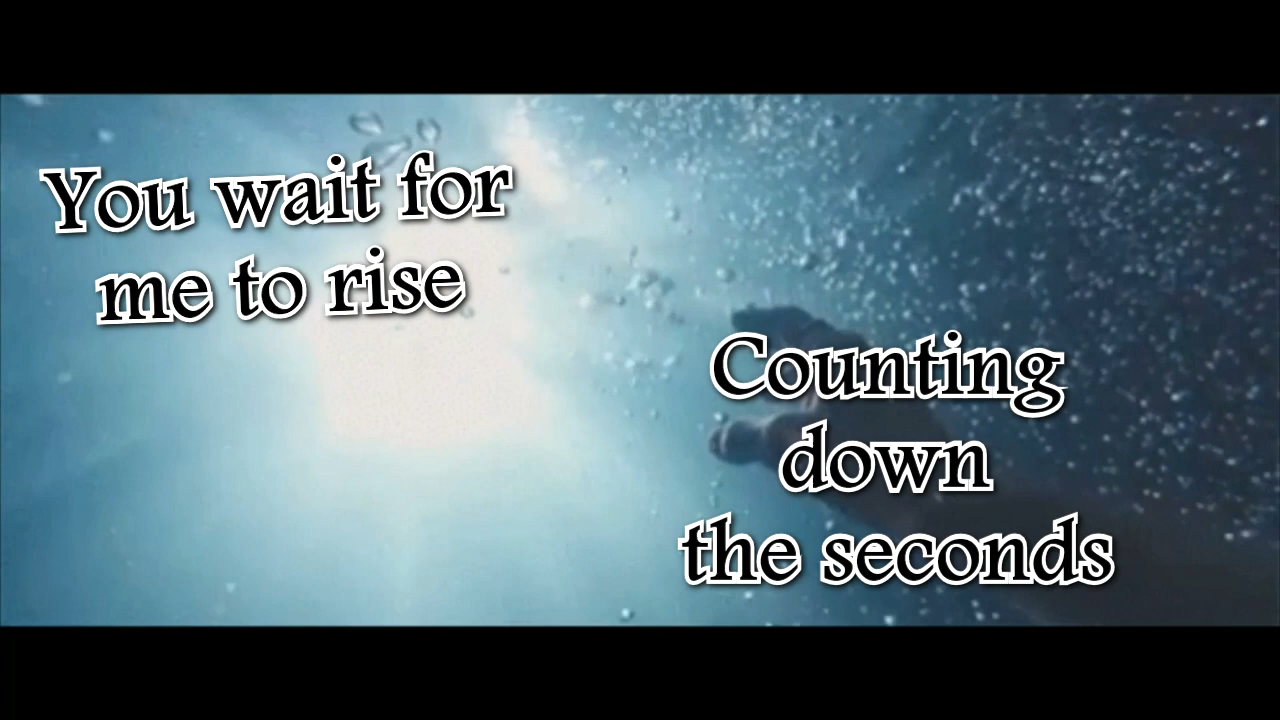 You wait for
me to rise
Counting
down
the seconds